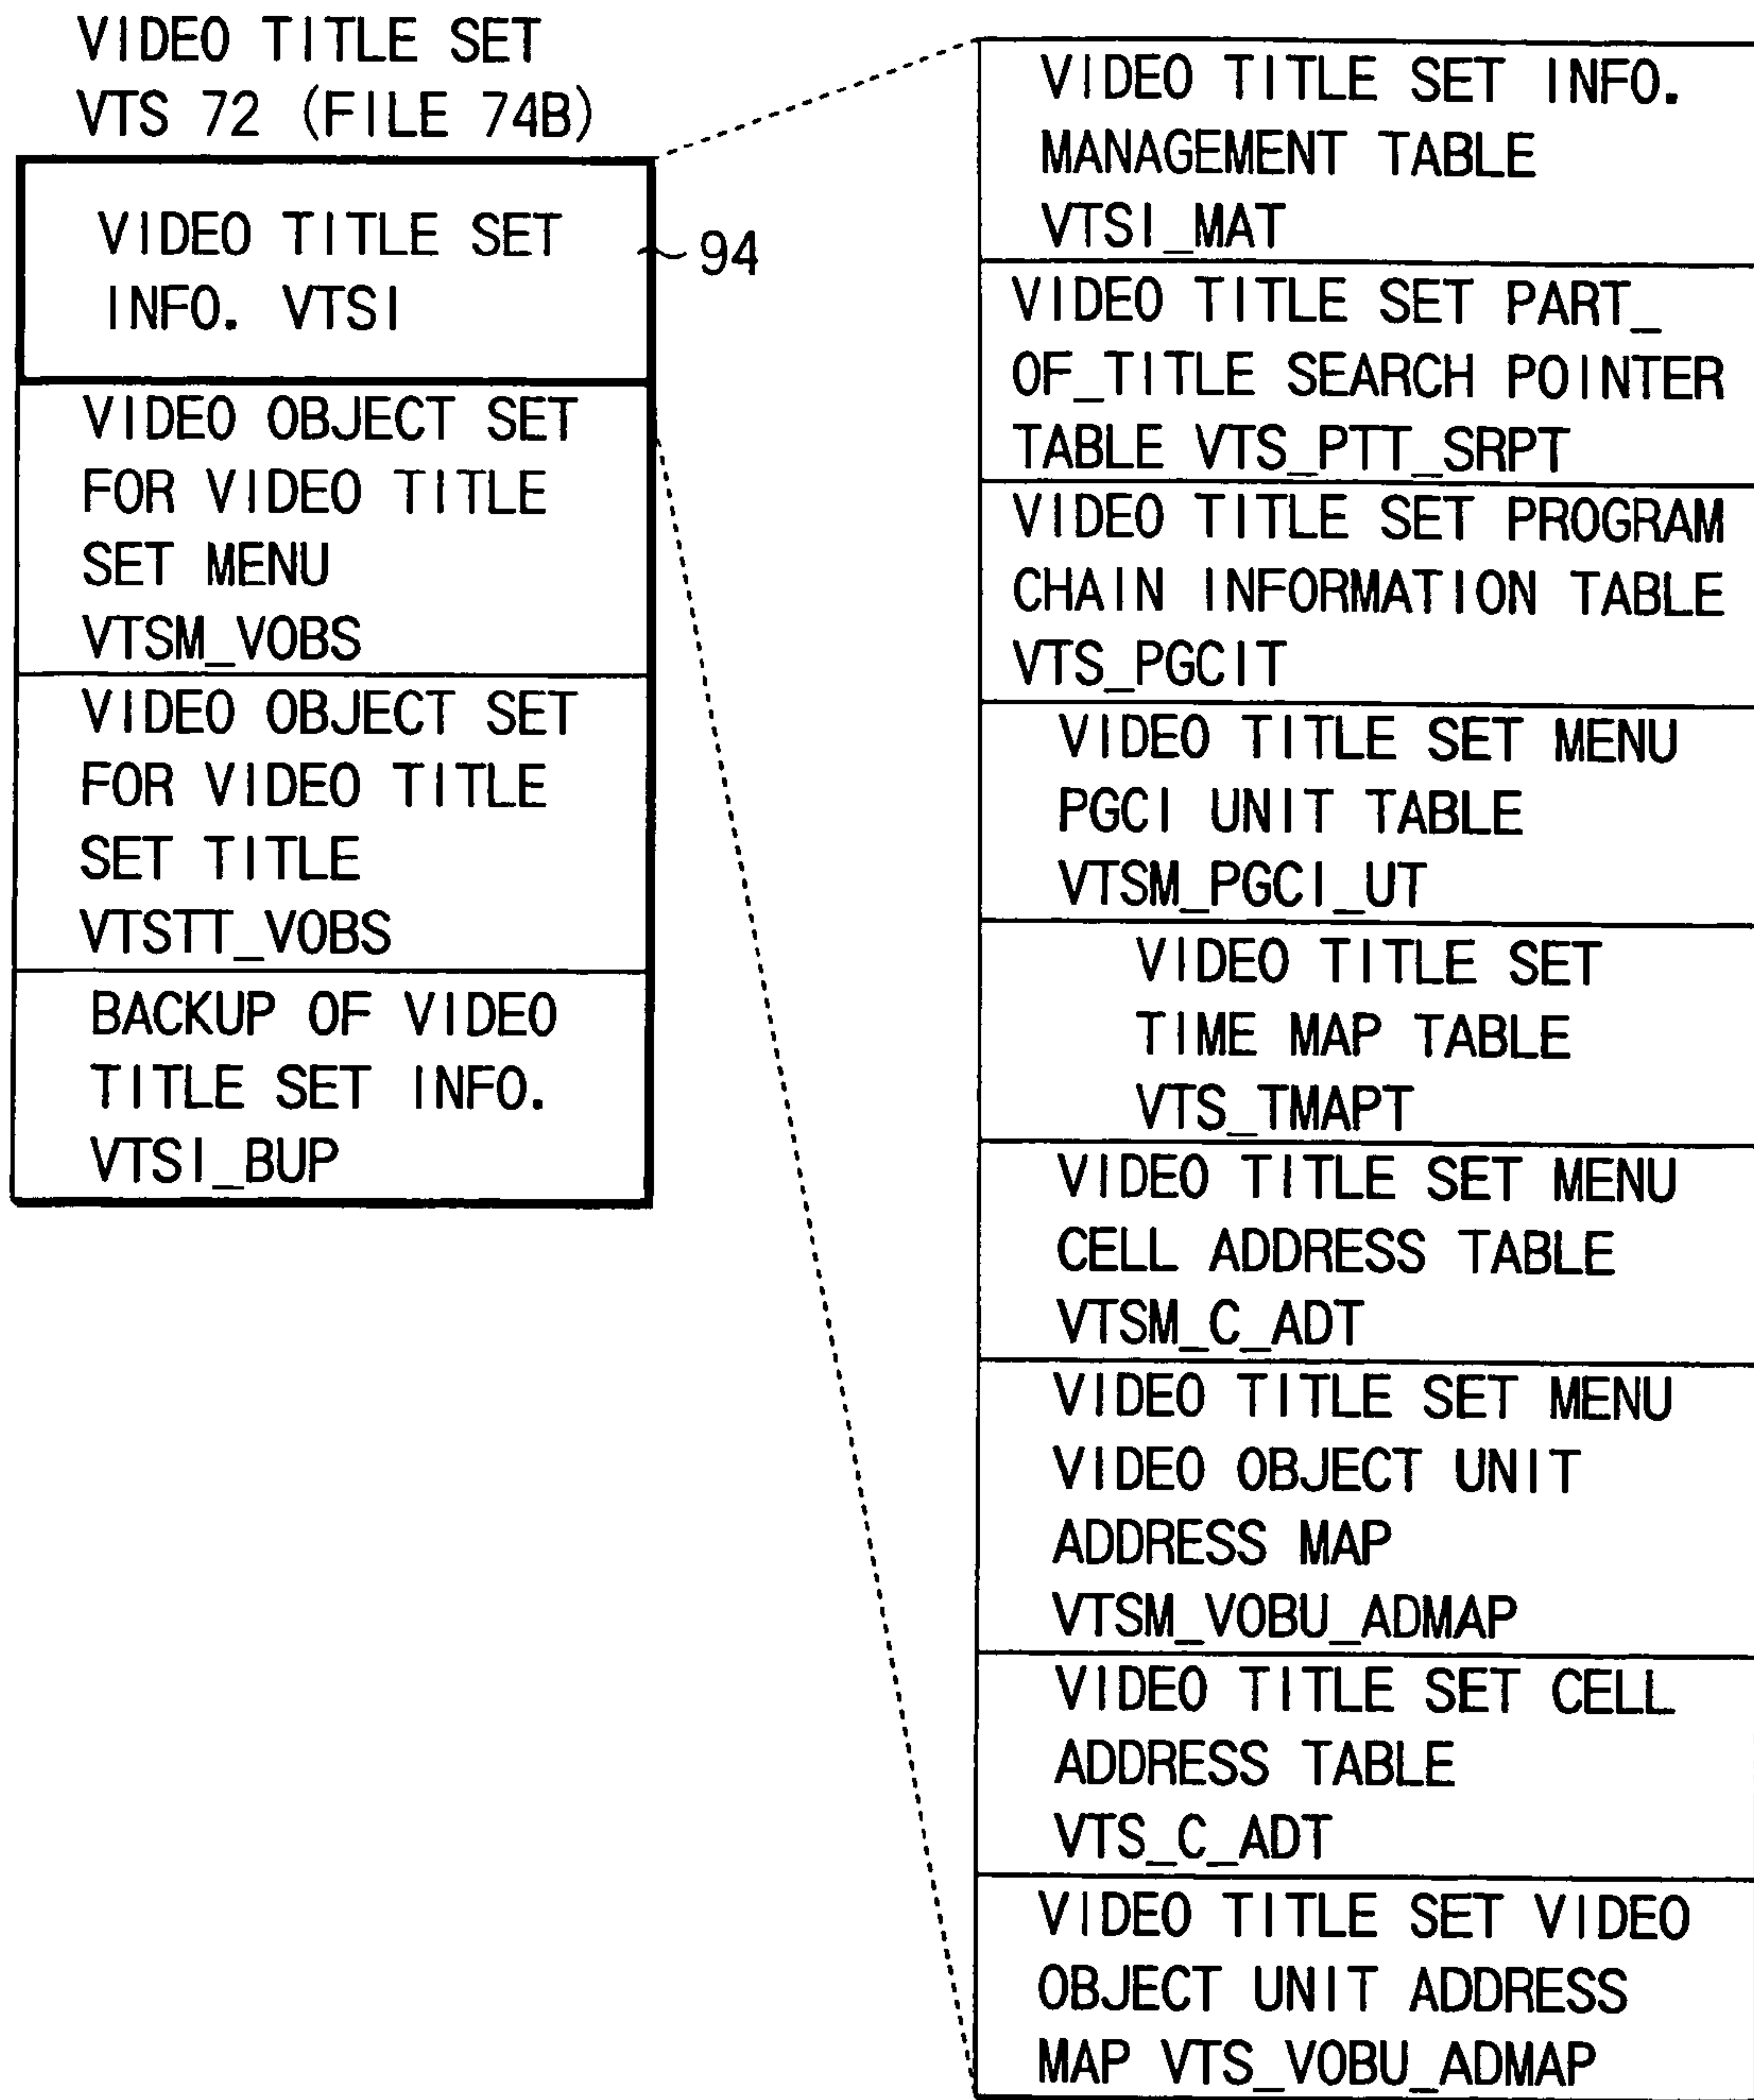 VIDEO TITLE SET
VTS 72 (FILE 74B)
VIDEO TITLE SET
INFO. VTSI
94
VIDEO OBJECT SET
FOR VIDEO TITLE
SET MENU
VTSM_VOBS
VIDEO OBJECT SET
FOR VIDEO TITLE
SET TITLE
VTSTT_VOBS
BACKUP OF VIDEO
TITLE SET INFO.
VTSI_BUP
VIDEO TITLE SET INFO.
MANAGEMENT TABLE
VTSI_MAT
VIDEO TITLE SET PART_
OF_TITLE SEARCH POINTER
TABLE VTS_PTT_SRPT
VIDEO TITLE SET PROGRAM
CHAIN INFORMATION TABLE
VTS_PGCIT
VIDEO TITLE SET MENU
PGCI UNIT TABLE
VTSM_PGCI_UT
VIDEO TITLE SET
TIME MAP TABLE
VTS_TMAPT
VIDEO TITLE SET MENU
CELL ADDRESS TABLE
VTSM_C_ADT
VIDEO TITLE SET MENU
VIDEO OBJECT UNIT
ADDRESS MAP
VTSM_VOBU_ADMAP
VIDEO TITLE SET CELL
ADDRESS TABLE
VTS_C_ADT
VIDEO TITLE SET VIDEO
OBJECT UNIT ADDRESS
MAP VTS_VOBU_ADMAP